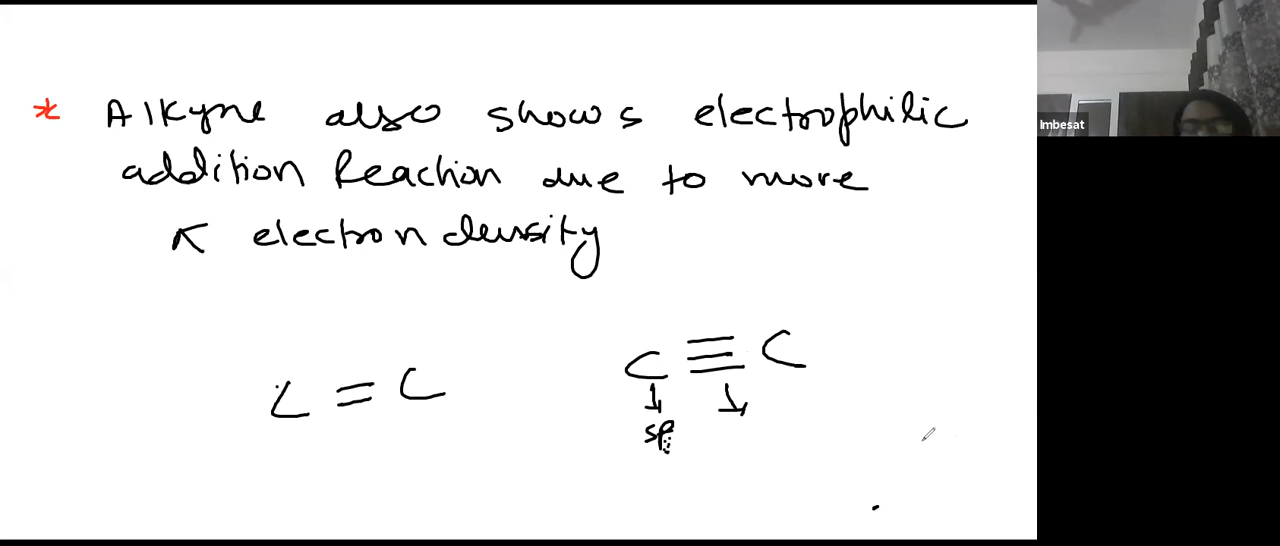 * Alkyne also shows electrophilic
addition Reaction due to more
π electron density
C = C
C ≡ C
sp
Imbesat